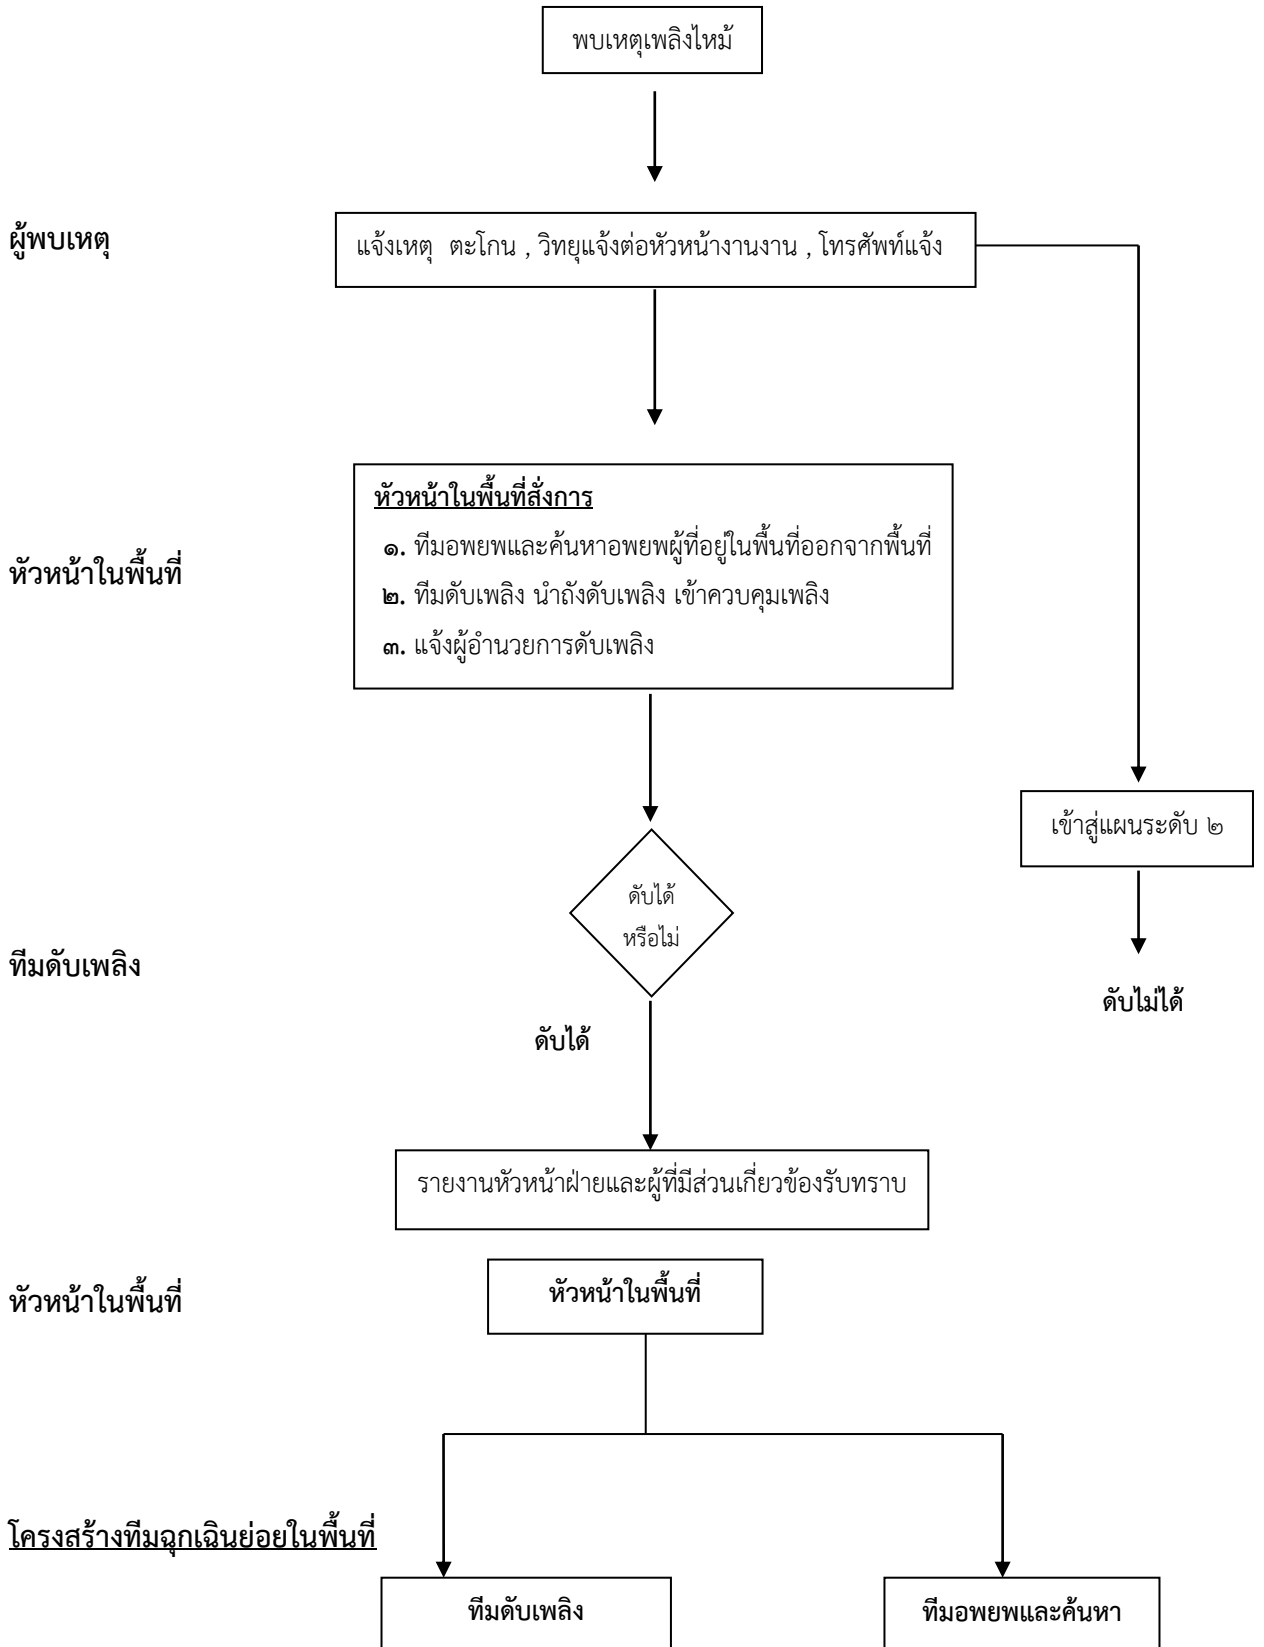 พบเหตุเพลิงไหม้
ผู้พบเหตุ
แจ้งเหตุ ตะโกน , วิทยุแจ้งต่อหัวหน้างานงาน , โทรศัพท์แจ้ง
หัวหน้าในพื้นที่สั่งการ
๑. ทีมอพยพและค้นหาอพยพผู้ที่อยู่ในพื้นที่ออกจากพื้นที่
หัวหน้าในพื้นที่
๒. ทีมดับเพลิง นำถังดับเพลิง เข้าควบคุมเพลิง
๓. แจ้งผู้อำนวยการดับเพลิง
เข้าสู่แผนระดับ ๒
ดับได้
หรือไม่
ทีมดับเพลิง
ดับไม่ได้
ดับได้
รายงานหัวหน้าฝ่ายและผู้ที่มีส่วนเกี่ยวข้องรับทราบ
หัวหน้าในพื้นที่
หัวหน้าในพื้นที่
โครงสร้างทีมฉุกเฉินย่อยในพื้นที่
ทีมดับเพลิง
ทีมอพยพและค้นหา